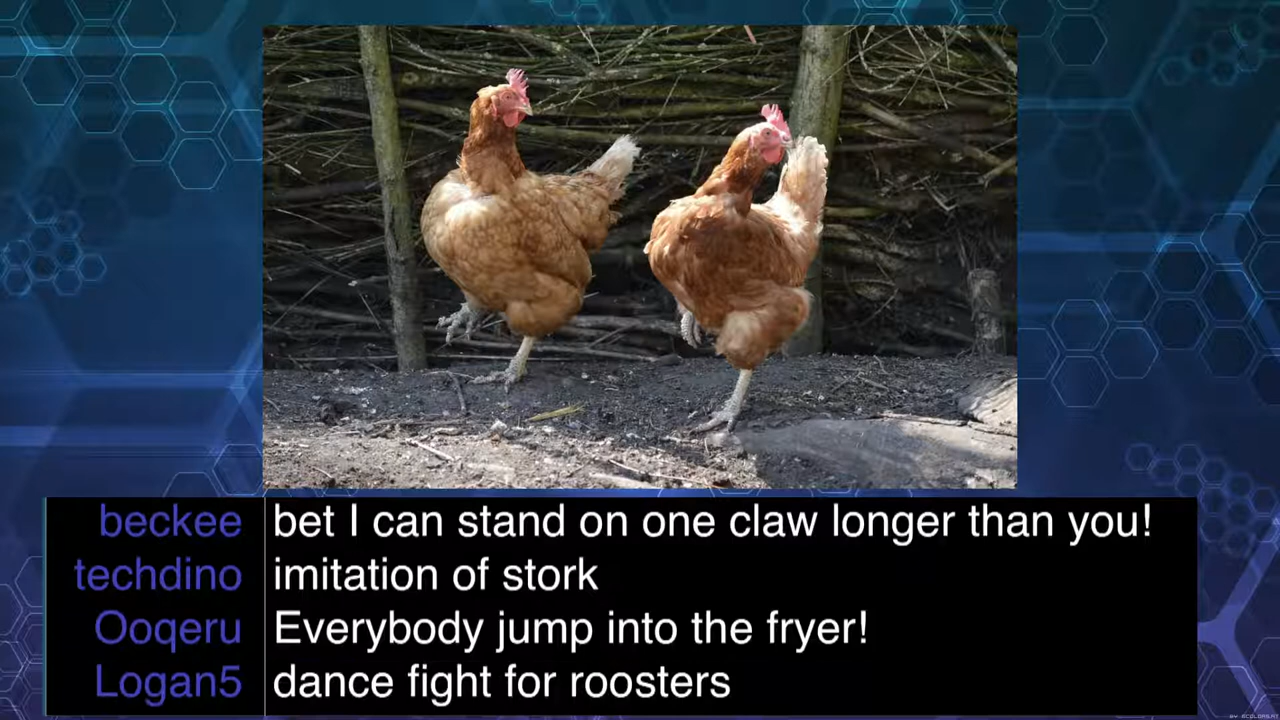 beckee bet I can stand on one claw longer than you!
techdino imitation of stork
Ooqeru Everybody jump into the fryer!
Logan5 dance fight for roosters